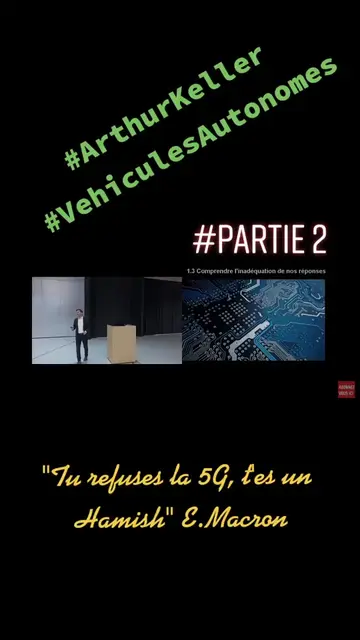 #ArthurKeller
#VehiculesAutonomes
#PARTIE 2
1.3 Comprendre l'inadéquation de nos réponses
"Tu refuses la 5G, t'es un
Hamish" E.Macron